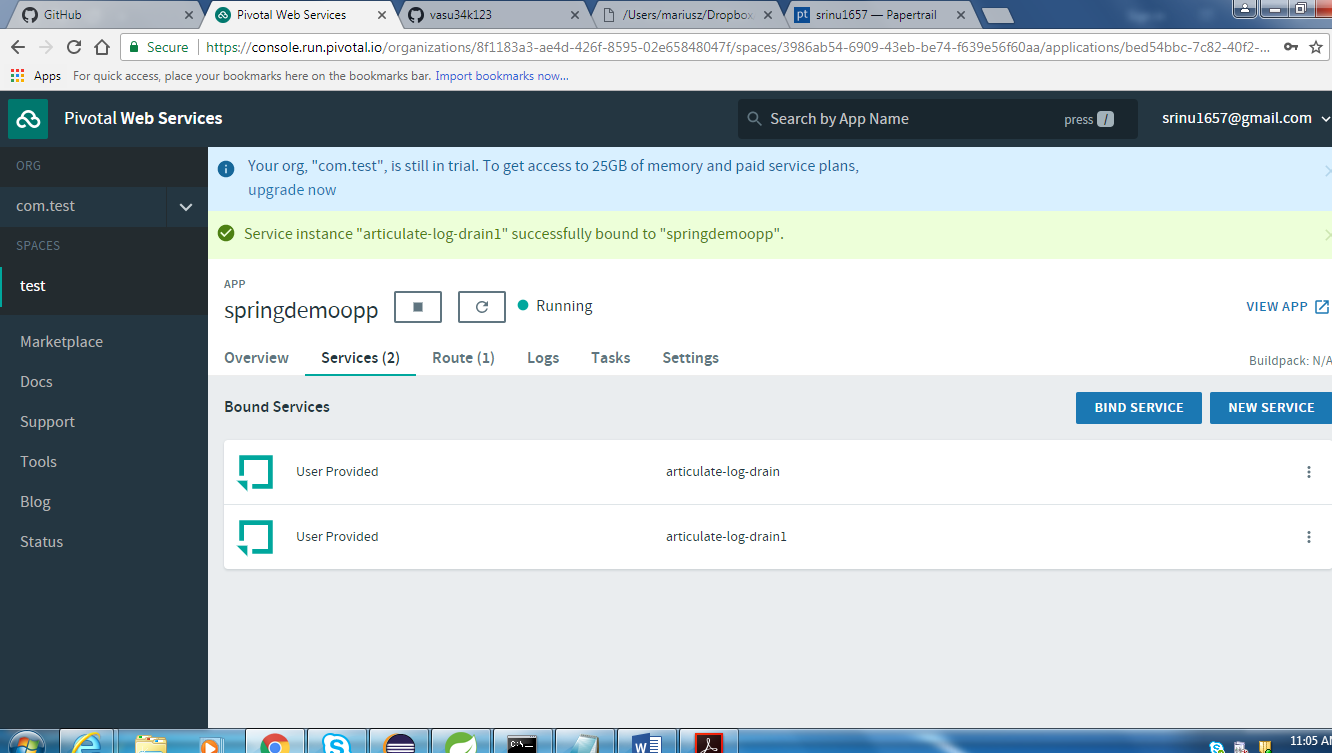 GitHub
Pivotal Web Services
vasu34k123
/Users/mariusz/Dropbox
srinu1657 — Papertrail
Secure
https://console.run.pivotal.io/organizations/8f1183a3-ae4d-426f-8595-02e65848047f/spaces/3986ab54-6909-43eb-be74-f639e56f60aa/applications/bed54bbc-7c82-40f2-...
Apps
For quick access, place your bookmarks here on the bookmarks bar. Import bookmarks now...
Pivotal Web Services
Search by App Name
press /
srinu1657@gmail.com
ORG
com.test
SPACES
test
Marketplace
Docs
Support
Tools
Blog
Status
Your org, "com.test", is still in trial. To get access to 25GB of memory and paid service plans,
upgrade now
Service instance "articulate-log-drain1" successfully bound to "springdemoopp".
APP
springdemoopp
Running
VIEW APP
Overview
Services (2)
Route (1)
Logs
Tasks
Settings
Buildpack: N/A
Bound Services
BIND SERVICE
NEW SERVICE
User Provided
articulate-log-drain
User Provided
articulate-log-drain1
11:05 AM